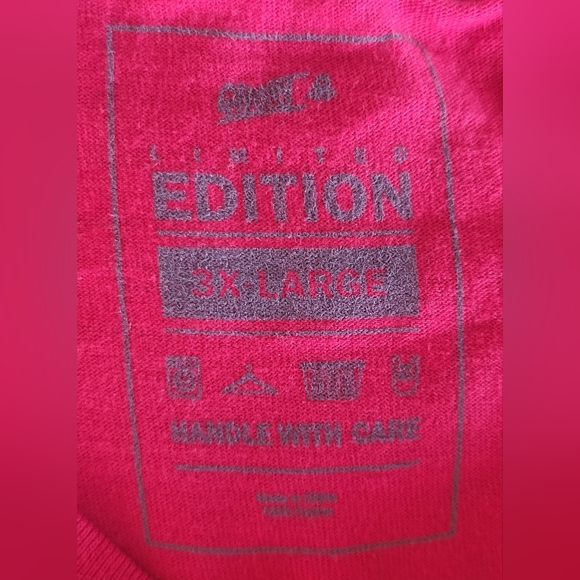 LIMITED
EDITION
3X-LARGE
HANDLE WITH CARE